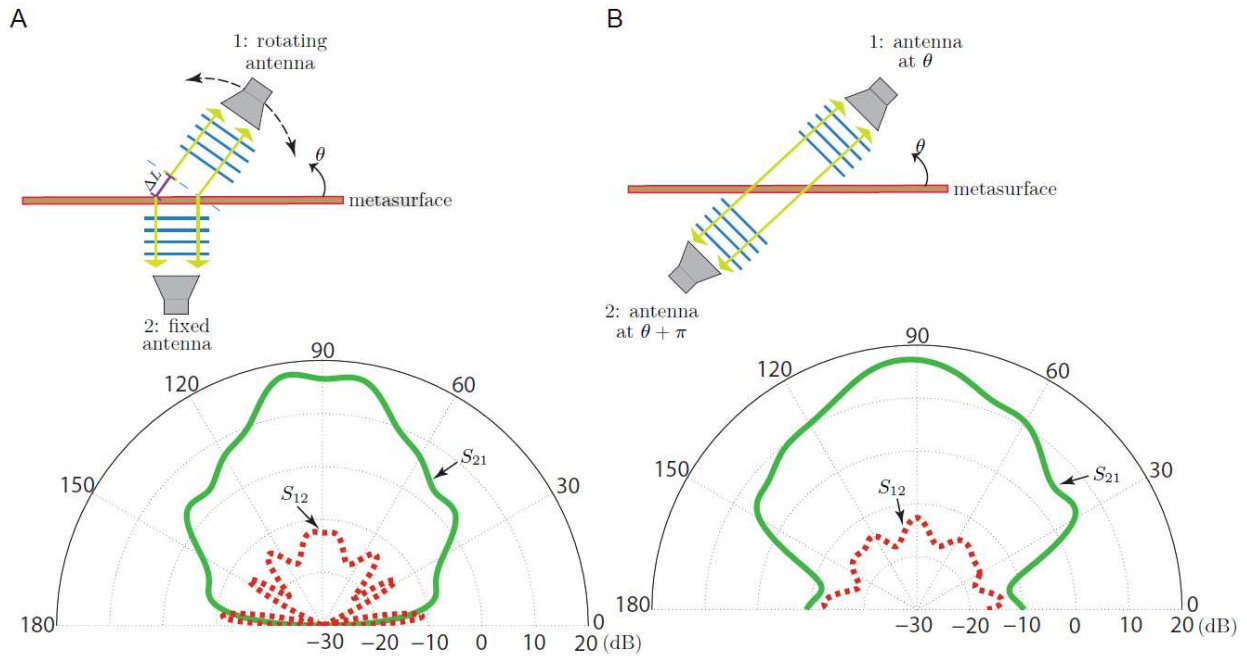 A
1: rotating
antenna
θ
ΔL
metasurface
2: fixed
antenna
90
120
60
150
30
180
0
S21
S12
−30
−20
−10
0
10
20 (dB)
B
1: antenna
at θ
θ
metasurface
2: antenna
at θ + π
90
120
60
150
30
180
0
S21
S12
−30
−20
−10
0
10
20 (dB)